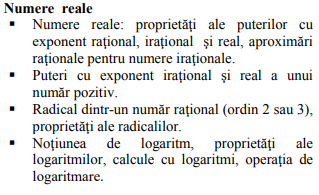 Numere reale
▪ Numere reale: proprietăţi ale puterilor cu
exponent raţional, iraţional şi real, aproximări
raţionale pentru numere iraţionale.
▪ Puteri cu exponent iraţional şi real a unui
număr pozitiv.
▪ Radical dintr-un număr raţional (ordin 2 sau 3),
proprietăţi ale radicalilor.
▪ Noţiunea de logaritm, proprietăţi ale
logaritmilor, calcule cu logaritmi, operaţia de
logaritmare.